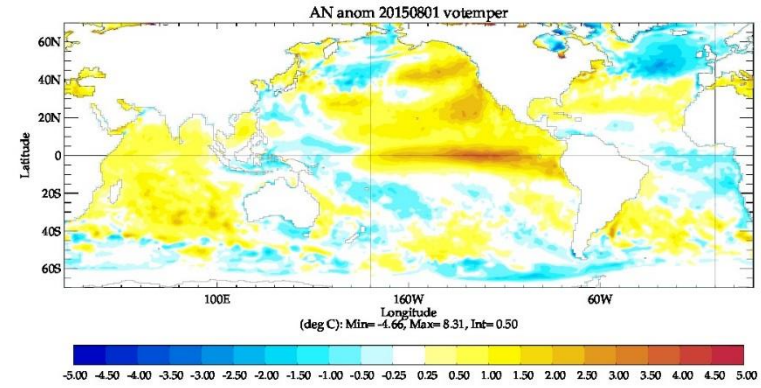 AN anom 20150801 votemper
60N
40N
20N
0
20S
40S
60S
Latitude
100E 160W 60W
Longitude
(deg C): Min= -4.66, Max= 8.31, Int= 0.50
-5.00 -4.50 -4.00 -3.50 -3.00 -2.50 -2.00 -1.50 -1.00 -0.50 -0.25 0.25 0.50 1.00 1.50 2.00 2.50 3.00 3.50 4.00 4.50 5.00